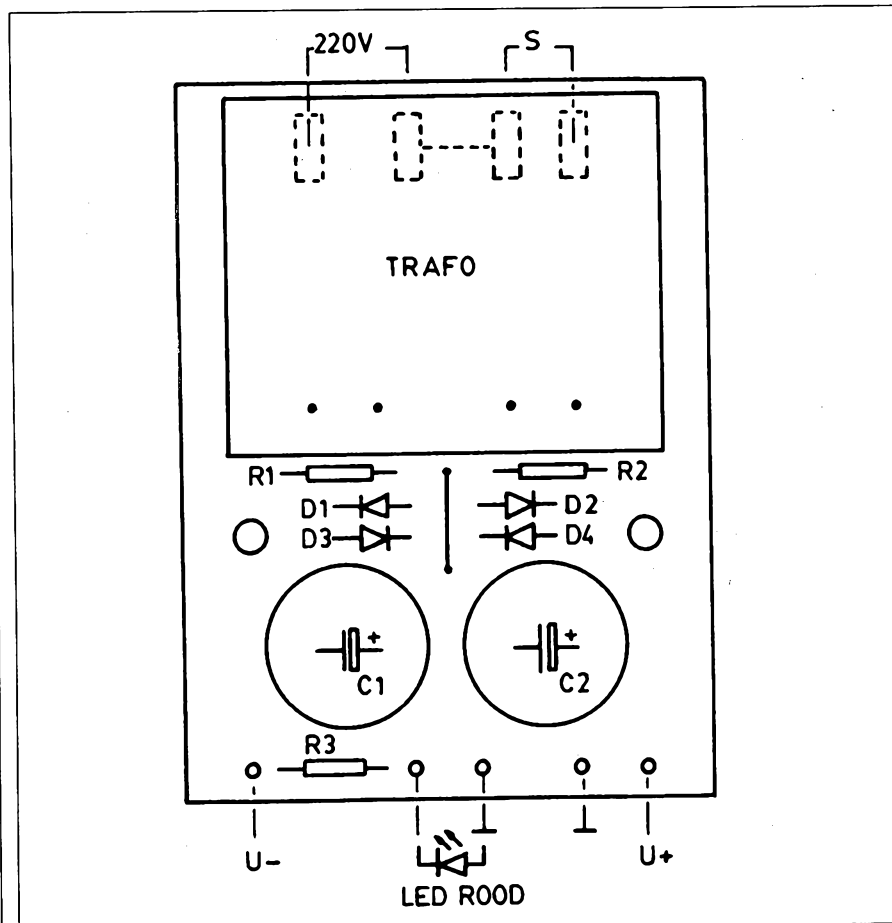 220V S
TRAFO
R1 R2
D1 D2
D3 D4
+ +
C1 C2
R3
U- U+
LED ROOD